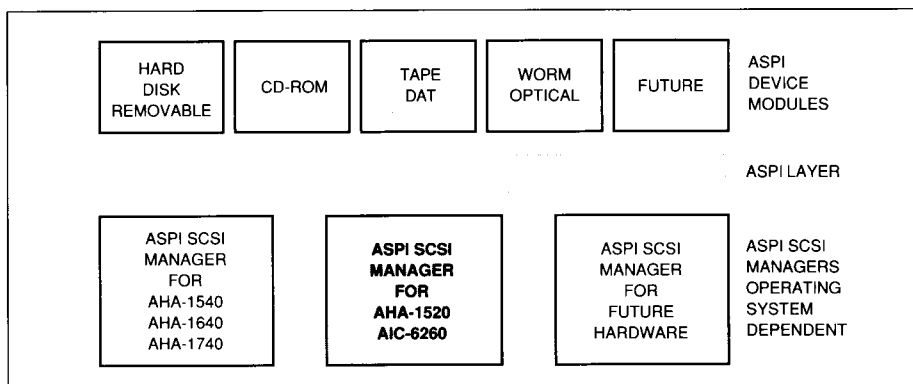 HARD
DISK
REMOVABLE
CD-ROM
TAPE
DAT
WORM
OPTICAL
FUTURE
ASPI
DEVICE
MODULES
ASPI LAYER
ASPI SCSI
MANAGER
FOR
AHA-1540
AHA-1640
AHA-1740
ASPI SCSI
MANAGER
FOR
AHA-1520
AIC-6260
ASPI SCSI
MANAGER
FOR
FUTURE
HARDWARE
ASPI SCSI
MANAGERS
OPERATING
SYSTEM
DEPENDENT